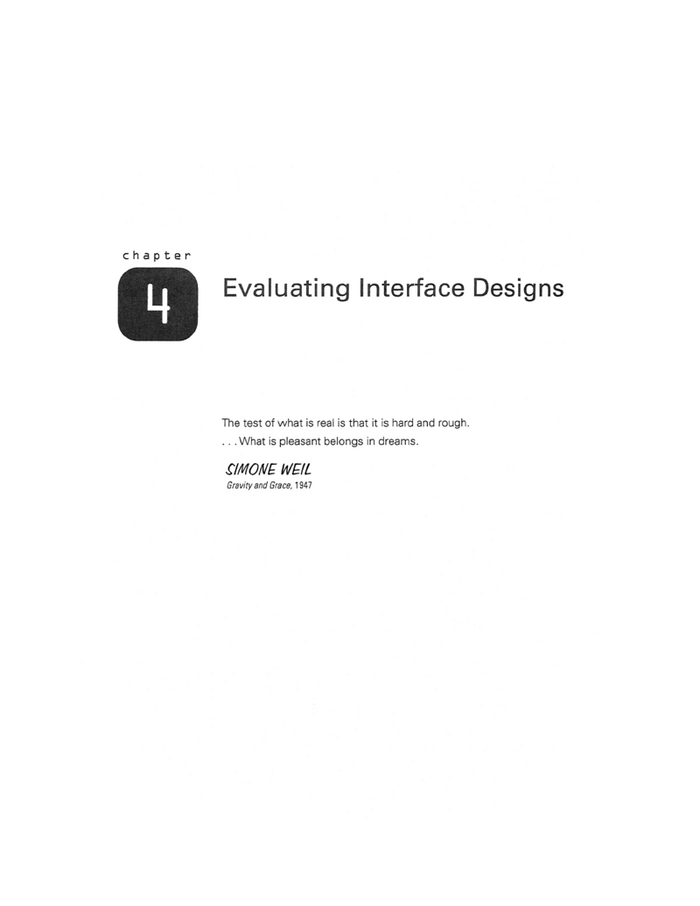 chapter
4
Evaluating Interface Designs
The test of what is real is that it is hard and rough.
. . . What is pleasant belongs in dreams.
SIMONE WEIL
Gravity and Grace, 1947